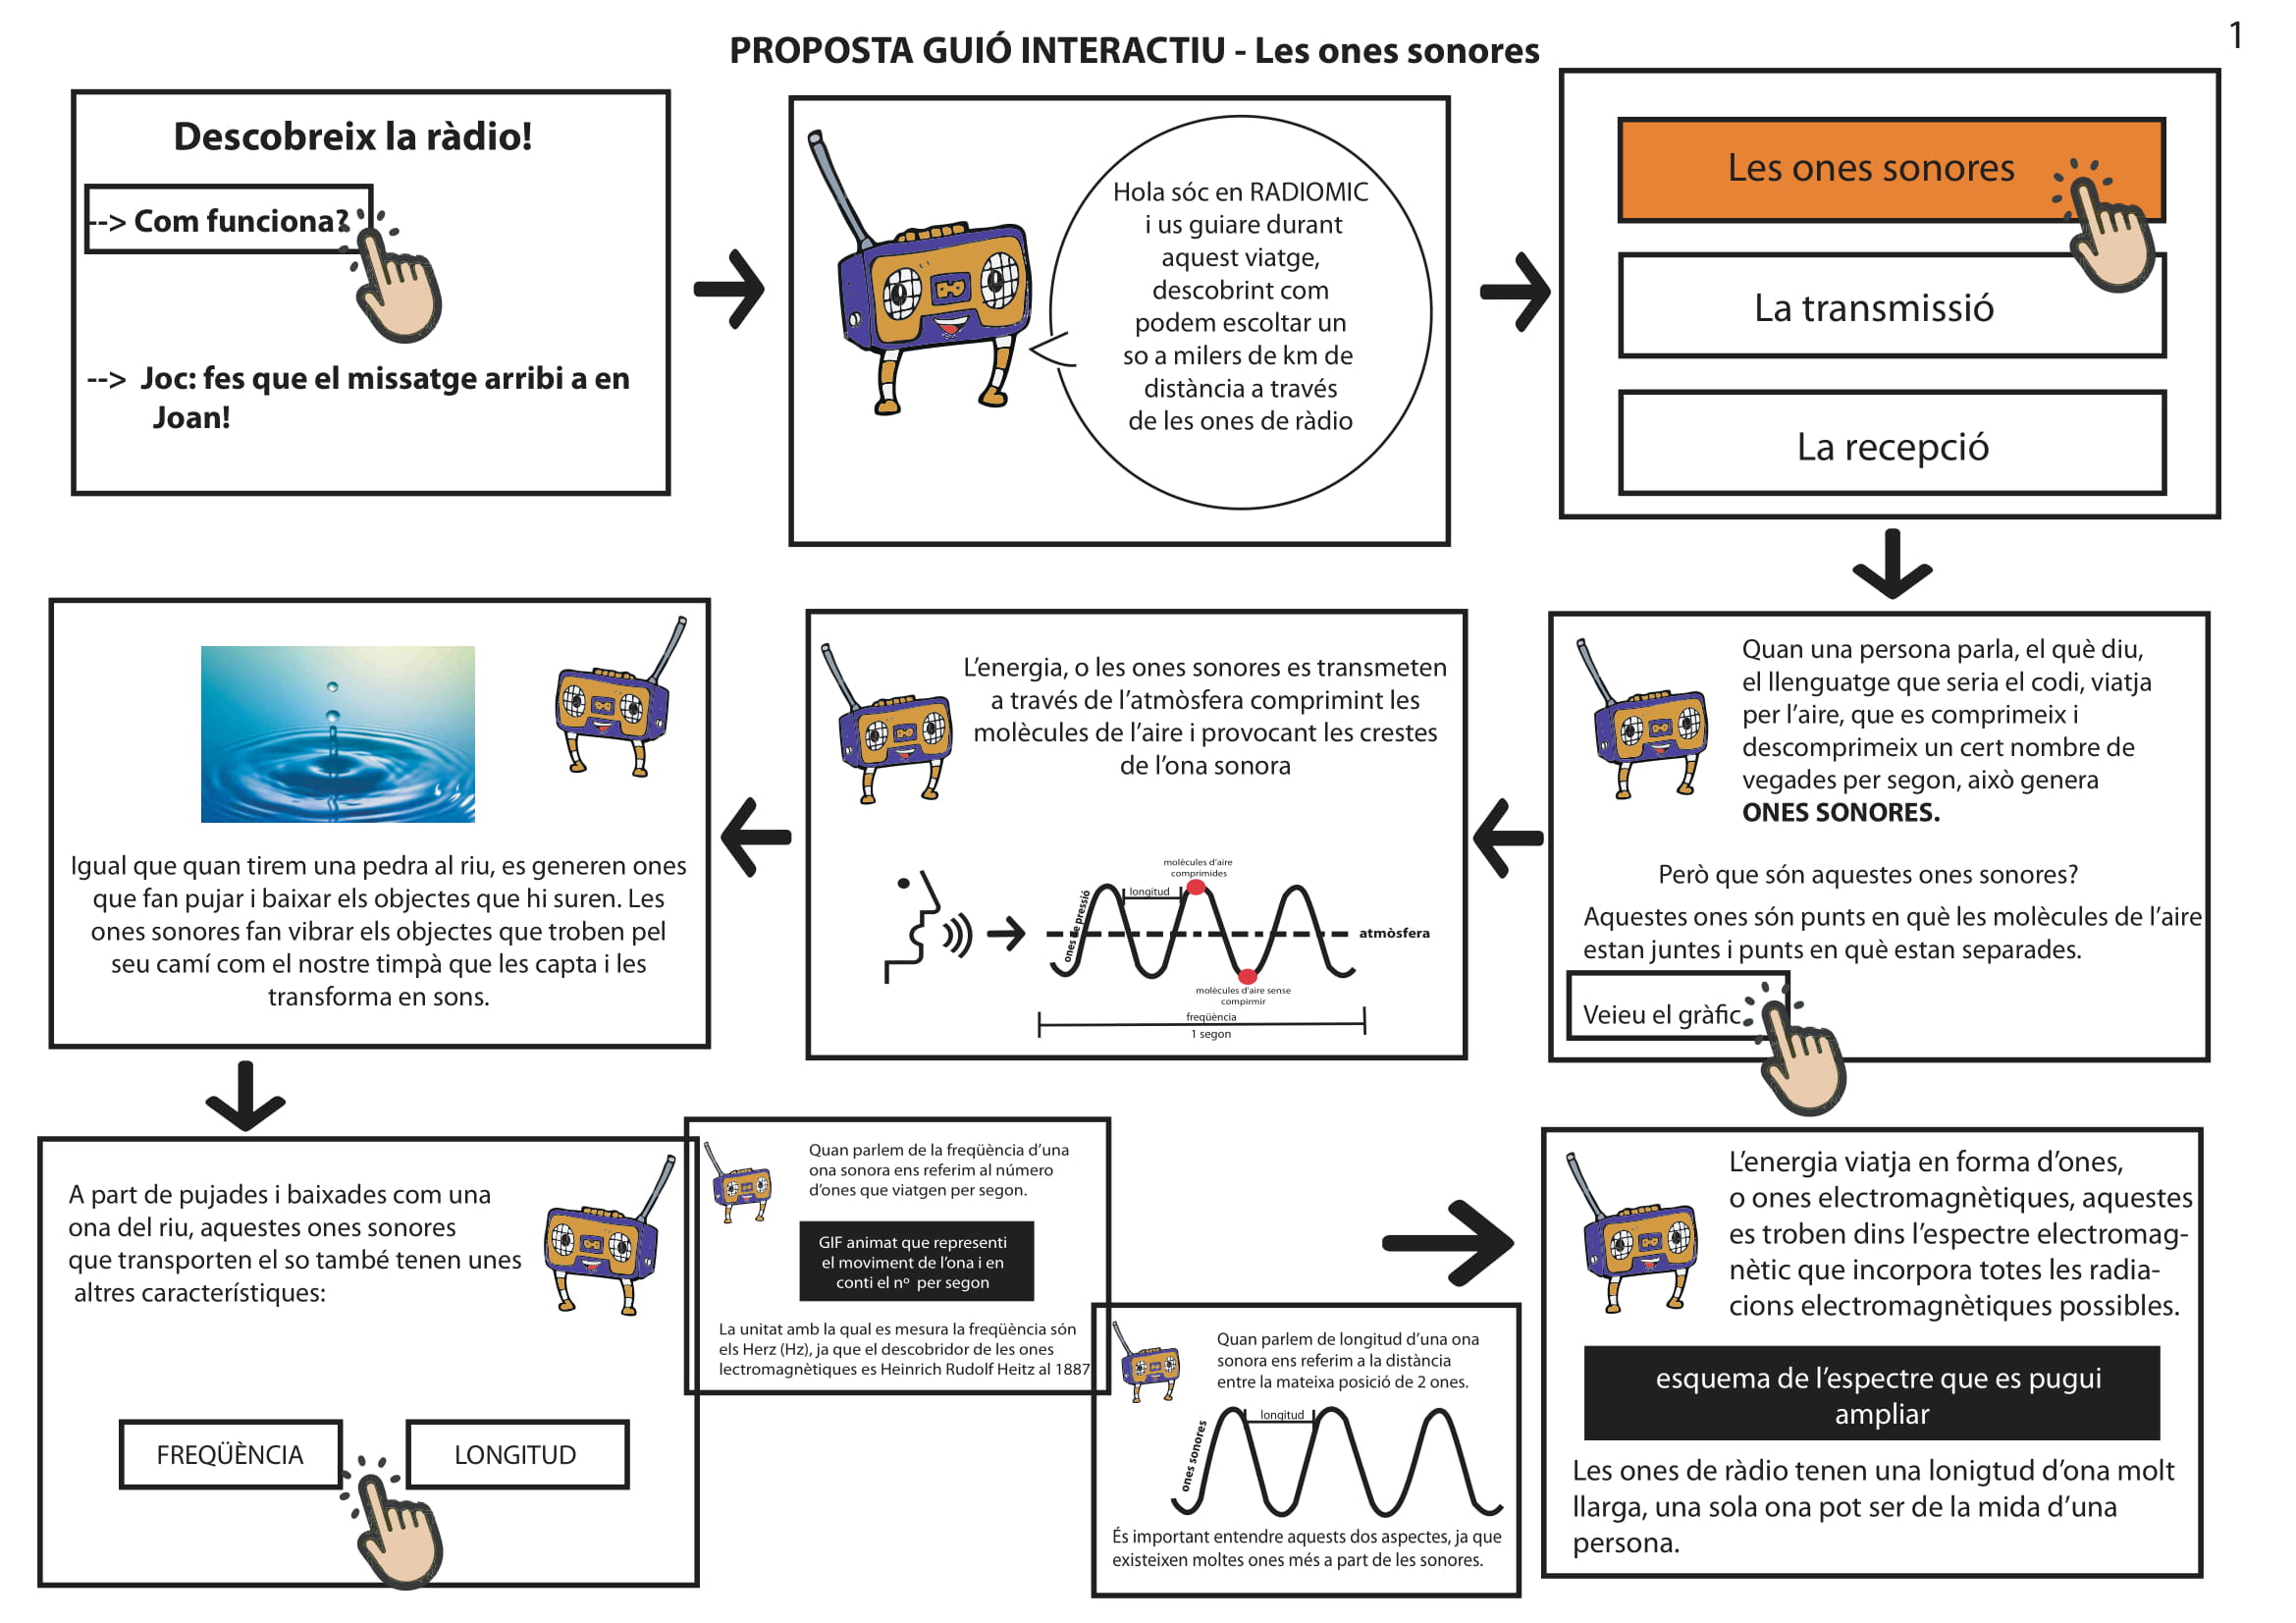 1
PROPOSTA GUIÓ INTERACTIU - Les ones sonores
Descobreix la ràdio!
--> Com funciona?
--> Joc: fes que el missatge arribi a en
Joan!
Hola sóc en RADIOMIC
i us guiare durant
aquest viatge,
descobrint com
podem escoltar un
so a milers de km de
distància a través
de les ones de ràdio
Les ones sonores
La transmissió
La recepció
Quan una persona parla, el què diu,
el llenguatge que seria el codi, viatja
per l'aire, que es comprimeix i
descomprimeix un cert nombre de
vegades per segon, això genera
ONES SONORES.
Però que són aquestes ones sonores?
Aquestes ones són punts en què les molècules de l'aire
estan juntes i punts en què estan separades.
Veieu el gràfic
L'energia, o les ones sonores es transmeten
a través de l'atmòsfera comprimint les
molècules de l'aire i provocant les crestes
de l'ona sonora
molècules d'aire
comprimides
longitud
ones de pressió
atmòsfera
molècules d'aire sense
compirmir
freqüència
1 segon
Igual que quan tirem una pedra al riu, es generen ones
que fan pujar i baixar els objectes que hi suren. Les
ones sonores fan vibrar els objectes que troben pel
seu camí com el nostre timpà que les capta i les
transforma en sons.
A part de pujades i baixades com una
ona del riu, aquestes ones sonores
que transporten el so també tenen unes
altres característiques:
FREQÜÈNCIA
LONGITUD
Quan parlem de la freqüència d'una
ona sonora ens referim al número
d'ones que viatgen per segon.
GIF animat que representi
el moviment de l'ona i en
conti el nº per segon
La unitat amb la qual es mesura la freqüència són
els Herz (Hz), ja que el descobridor de les ones
lectromagnètiques es Heinrich Rudolf Heitz al 1887
Quan parlem de longitud d'una ona
sonora ens referim a la distància
entre la mateixa posició de 2 ones.
longitud
ones sonores
És important entendre aquests dos aspectes, ja que
existeixen moltes ones més a part de les sonores.
L'energia viatja en forma d'ones,
o ones electromagnètiques, aquestes
es troben dins l'espectre electromag-
nètic que incorpora totes les radia-
cions electromagnètiques possibles.
esquema de l'espectre que es pugui
ampliar
Les ones de ràdio tenen una lonigtud d'ona molt
llarga, una sola ona pot ser de la mida d'una
persona.